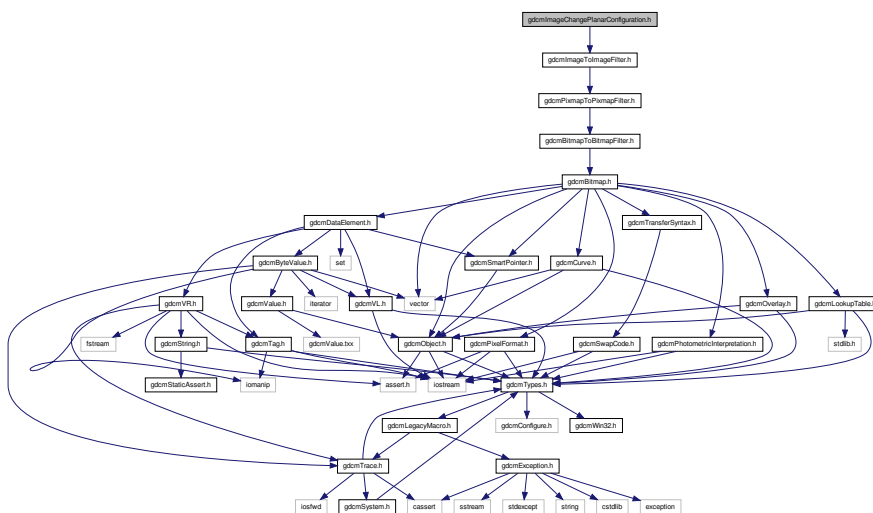 gdcmImageChangePlanarConfiguration.h
gdcmImageToImageFilter.h
gdcmPixmapToPixmapFilter.h
gdcmBitmapToBitmapFilter.h
gdcmBitmap.h
gdcmDataElement.h
gdcmTransferSyntax.h
gdcmByteValue.h
set
gdcmSmartPointer.h
gdcmCurve.h
gdcmVR.h
gdcmValue.h
iterator
gdcmVL.h
vector
gdcmOverlay.h
gdcmLookupTable.h
fstream
gdcmString.h
gdcmTag.h
gdcmValue.txx
gdcmObject.h
gdcmPixelFormat.h
gdcmSwapCode.h
gdcmPhotometricInterpretation.h
stdlib.h
gdcmStaticAssert.h
iomanip
assert.h
iostream
gdcmTypes.h
gdcmLegacyMacro.h
gdcmConfigure.h
gdcmWin32.h
gdcmTrace.h
gdcmException.h
iosfwd
gdcmSystem.h
cassert
sstream
stdexcept
string
cstdlib
exception